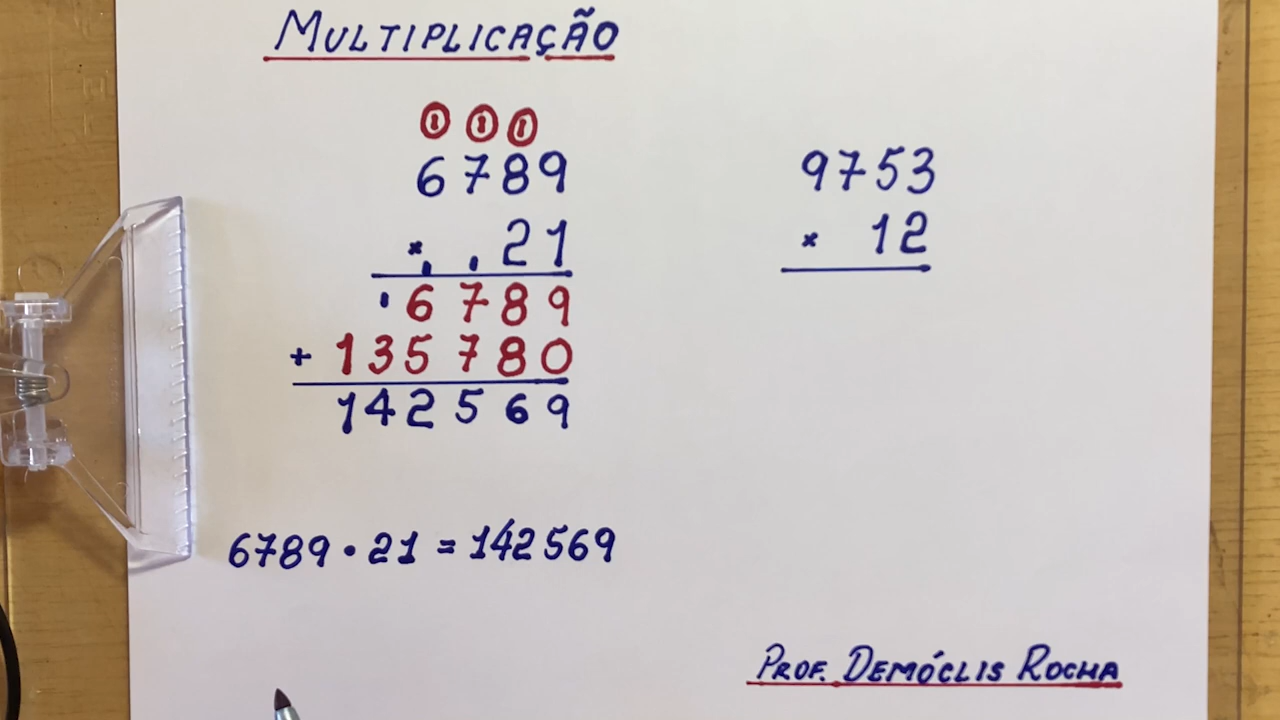 MULTIPLICAÇÃO
1 1 1
6789
× 21
6789
+ 135780
142569
6789 · 21 = 142569
9753
× 12
PROF. DEMÓCLIS ROCHA